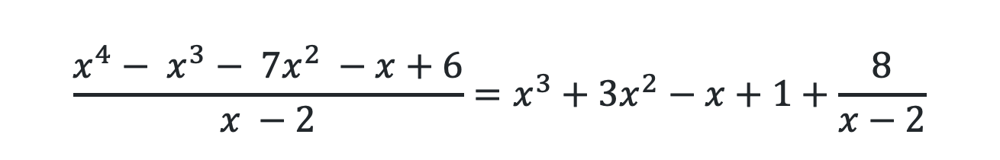 x⁴ − x³ − 7x² − x + 6
x − 2
= x³ + 3x² − x + 1 +
8
x − 2